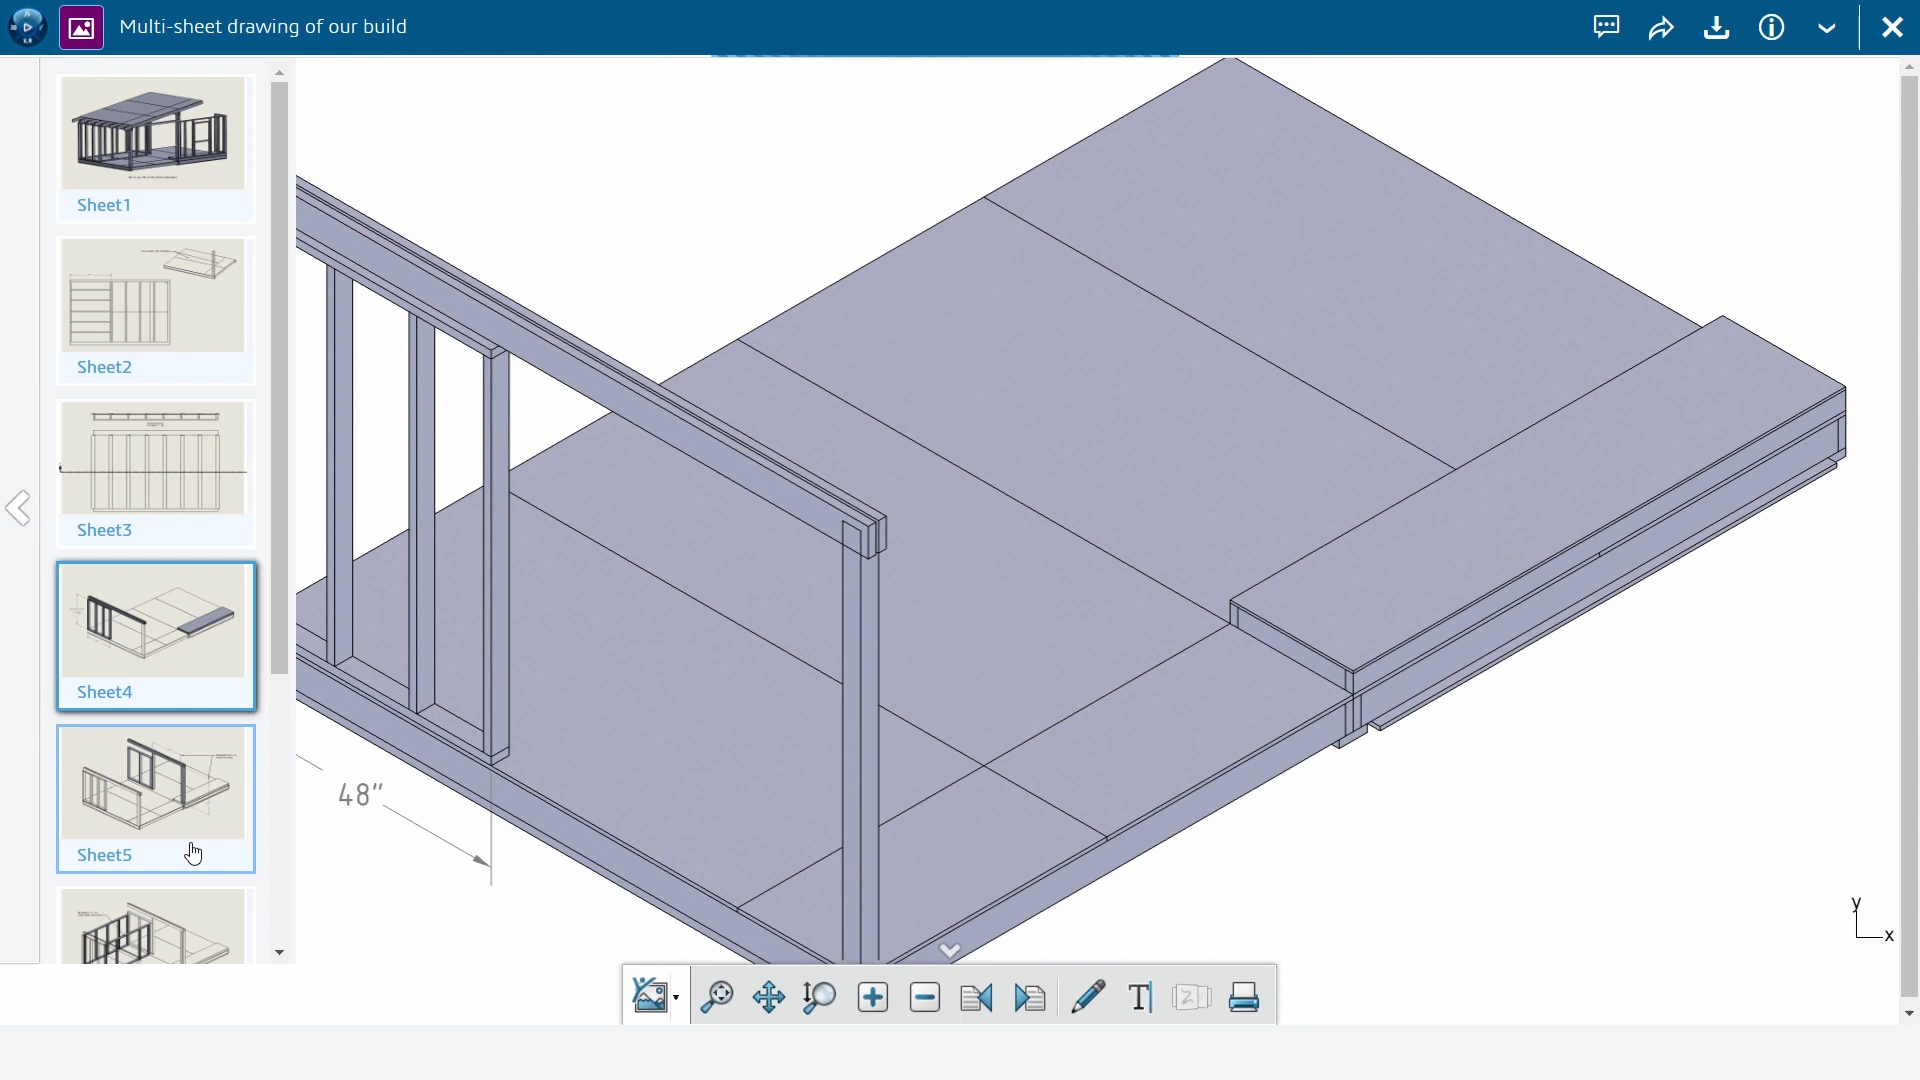 Multi-sheet drawing of our build
Sheet1
Sheet2
Sheet3
Sheet4
Sheet5
48"
y
x